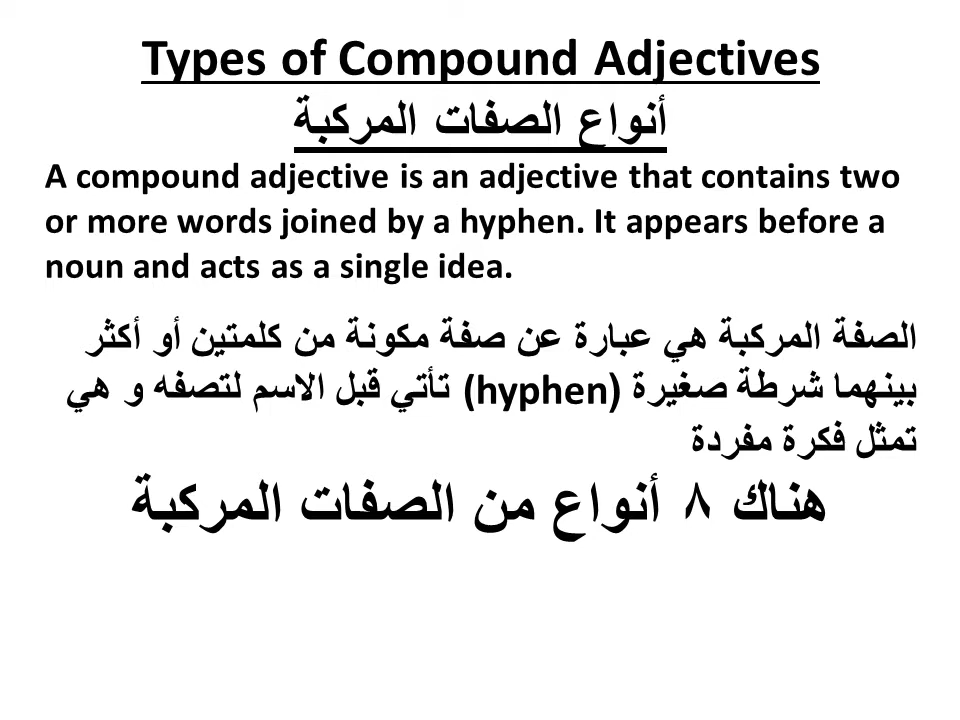 Types of Compound Adjectives
أنواع الصفات المركبة
A compound adjective is an adjective that contains two
or more words joined by a hyphen. It appears before a
noun and acts as a single idea.
الصفة المركبة هي عبارة عن صفة مكونة من كلمتين أو أكثر
بينهما شرطة صغيرة (hyphen) تأتي قبل الاسم لتصفه و هي
تمثل فكرة مفردة
هناك ٨ أنواع من الصفات المركبة